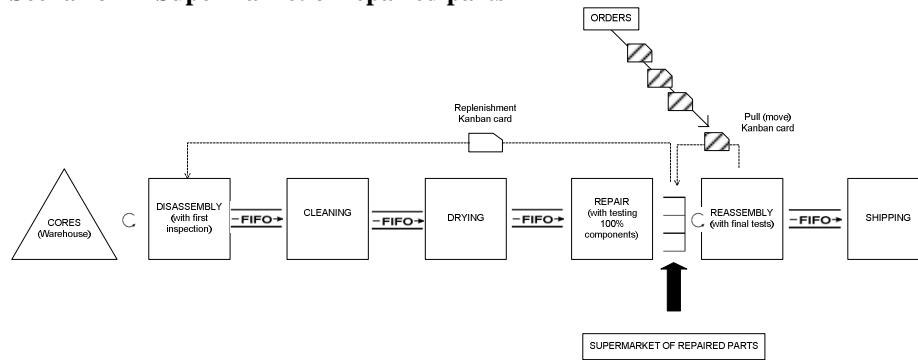 ORDERS
Replenishment
Kanban card
Pull (move)
Kanban card
CORES
(Warehouse)
DISASSEMBLY
(with first
inspection)
FIFO
CLEANING
FIFO
DRYING
FIFO
REPAIR
(with testing
100%
components)
REASSEMBLY
(with final tests)
FIFO
SHIPPING
SUPERMARKET OF REPAIRED PARTS